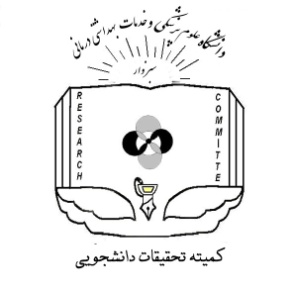 دانشگاه علوم پزشکی و خدمات بهداشتی درمانی
سبزوار
RESEARCH
COMMITTE
کمیته تحقیقات دانشجویی